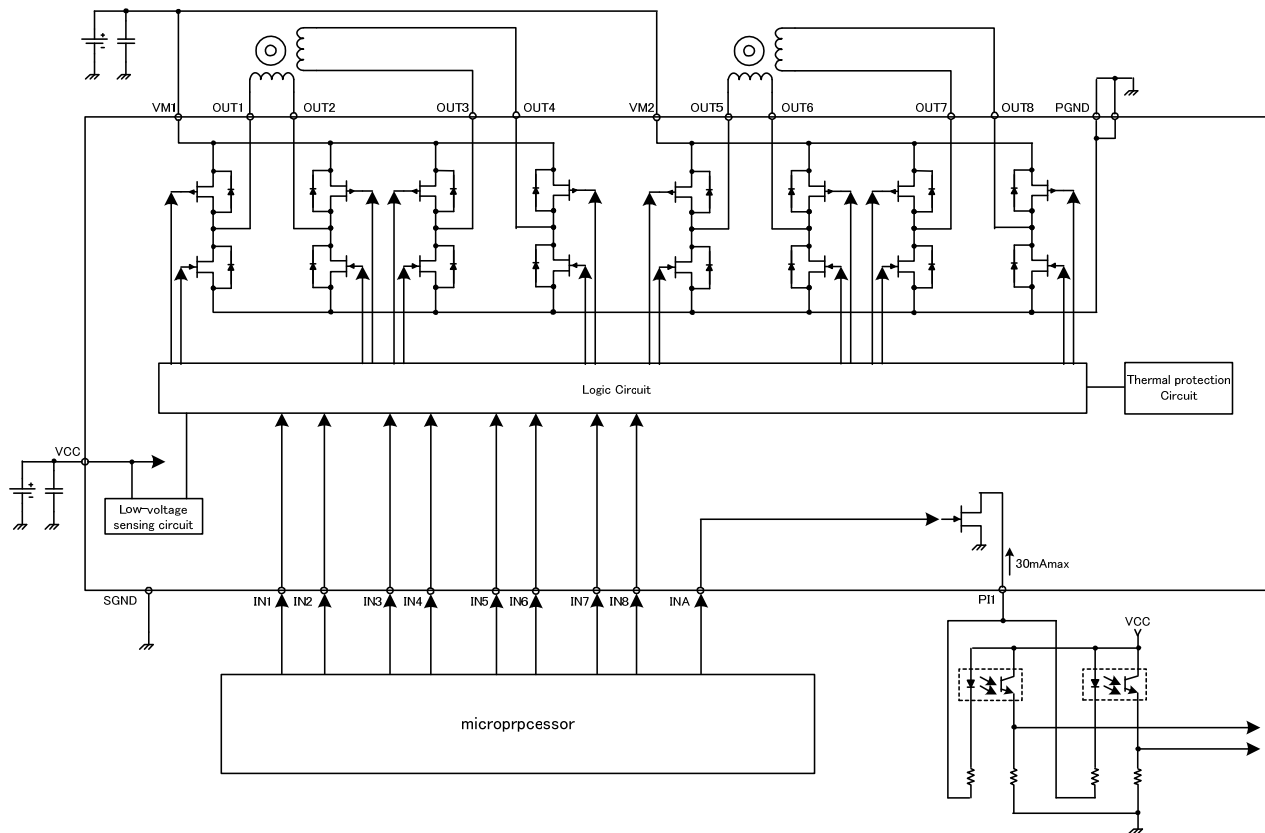 VM1
OUT1
OUT2
OUT3
OUT4
VM2
OUT5
OUT6
OUT7
OUT8
PGND
Logic Circuit
Thermal protection
Circuit
VCC
Low-voltage
sensing circuit
30mAmax
SGND
IN1
IN2
IN3
IN4
IN5
IN6
IN7
IN8
INA
PI1
VCC
microprpcessor